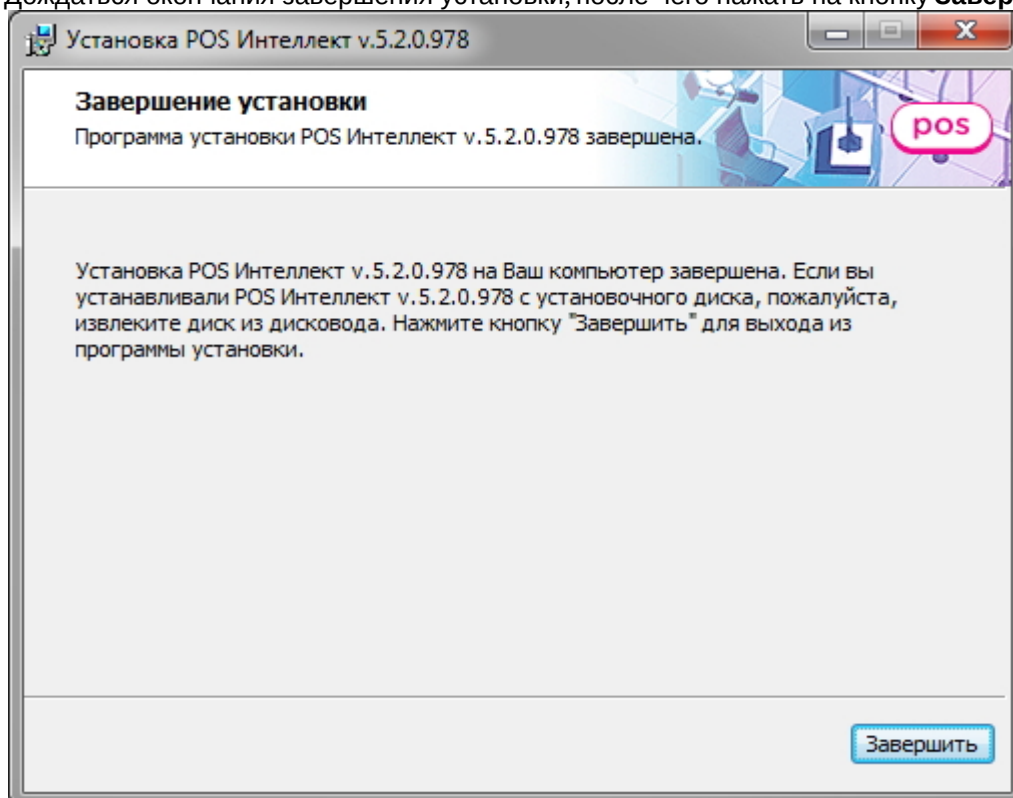 Дождаться окончания завершения установки, после чего нажать на кнопку Завер
Установка POS Интеллект v.5.2.0.978
Завершение установки
Программа установки POS Интеллект v.5.2.0.978 завершена.
pos
Установка POS Интеллект v.5.2.0.978 на Ваш компьютер завершена. Если вы
устанавливали POS Интеллект v.5.2.0.978 с установочного диска, пожалуйста,
извлеките диск из дисковода. Нажмите кнопку "Завершить" для выхода из
программы установки.
Завершить